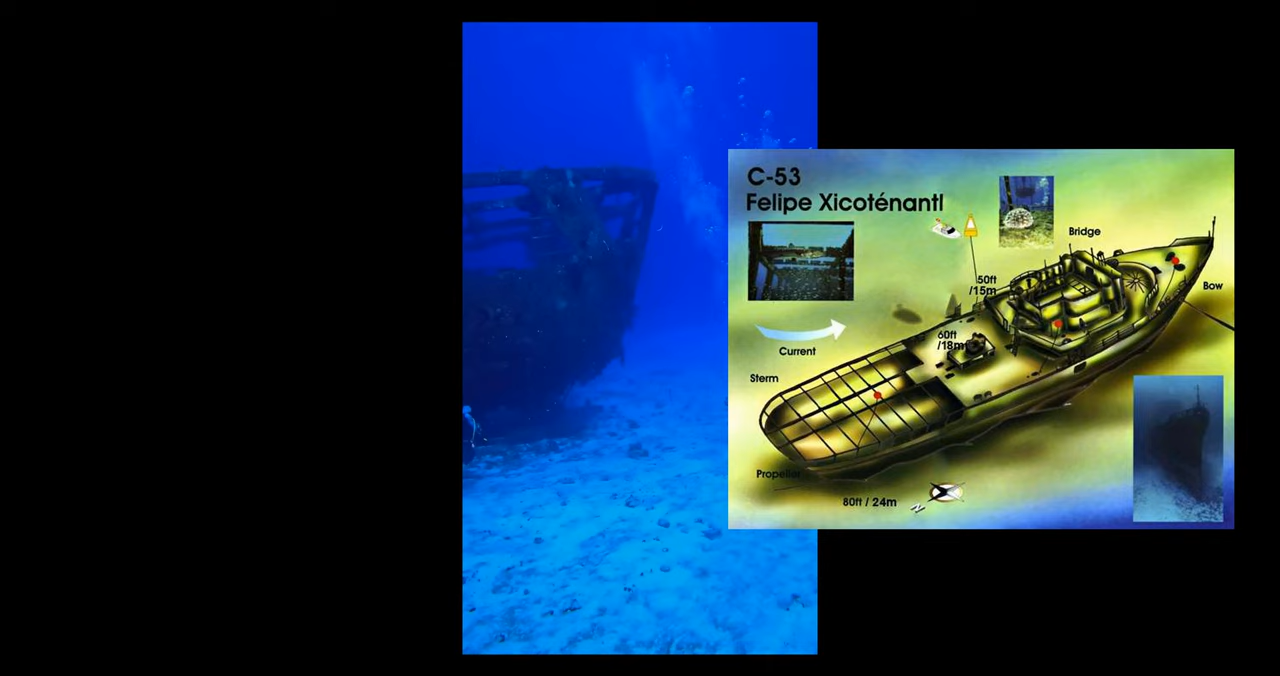 C-53
Felipe Xicoténantl
Bridge
50ft
/15m
Bow
60ft
/18m
Current
Sterm
Propeller
80ft / 24m
N